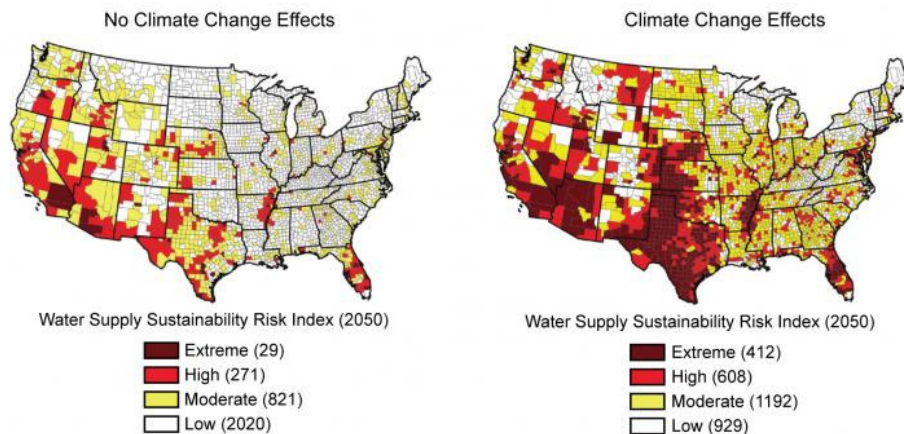 No Climate Change Effects
Climate Change Effects
Water Supply Sustainability Risk Index (2050)
Extreme (29)
High (271)
Moderate (821)
Low (2020)
Water Supply Sustainability Risk Index (2050)
Extreme (412)
High (608)
Moderate (1192)
Low (929)